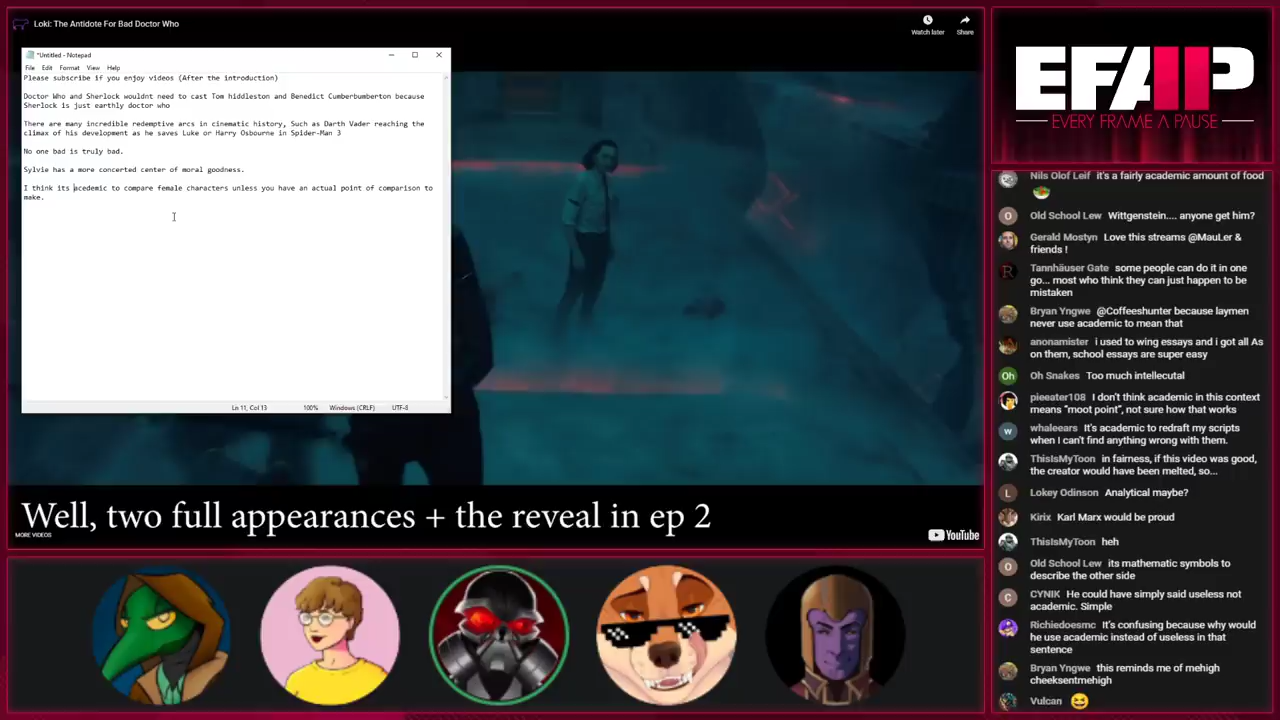 Loki: The Antidote For Bad Doctor Who
Watch later
Share
*Untitled - Notepad
File Edit Format View Help
Please subscribe if you enjoy videos (After the introduction)
Doctor Who and Sherlock wouldnt need to cast Tom hiddleston and Benedict Cumberbumberton because
Sherlock is just earthly doctor who
There are many incredible redemptive arcs in cinematic history, Such as Darth Vader reaching the
climax of his development as he saves Luke or Harry Osbourne in Spider-Man 3
No one bad is truly bad.
Sylvie has a more concerted center of moral goodness.
I think its acedemic to compare female characters unless you have an actual point of comparison to
make.
Ln 11, Col 13 100% Windows (CRLF) UTF-8
Well, two full appearances + the reveal in ep 2
MORE VIDEOS
YouTube
EFAP
EVERY FRAME A PAUSE
Nils Olof Leif it's a fairly academic amount of food
Old School Lew Wittgenstein.... anyone get him?
Gerald Mostyn Love this streams @MauLer &
friends !
Tannhäuser Gate some people can do it in one
go... most who think they can just happen to be
mistaken
Bryan Yngwe @Coffeeshunter because laymen
never use academic to mean that
anonamister i used to wing essays and i got all As
on them, school essays are super easy
Oh
Oh Snakes Too much intellecutal
pieeater108 I don't think academic in this context
means "moot point", not sure how that works
w
whaleears It's academic to redraft my scripts
when I can't find anything wrong with them.
ThisIsMyToon in fairness, if this video was good,
the creator would have been melted, so...
L
Lokey Odinson Analytical maybe?
Kirix Karl Marx would be proud
ThisIsMyToon heh
O
Old School Lew its mathematic symbols to
describe the other side
C
CYNIK He could have simply said useless not
academic. Simple
Richiedoesmc It's confusing because why would
he use academic instead of useless in that
sentence
Bryan Yngwe this reminds me of mehigh
cheeksentmehigh
Vulcan